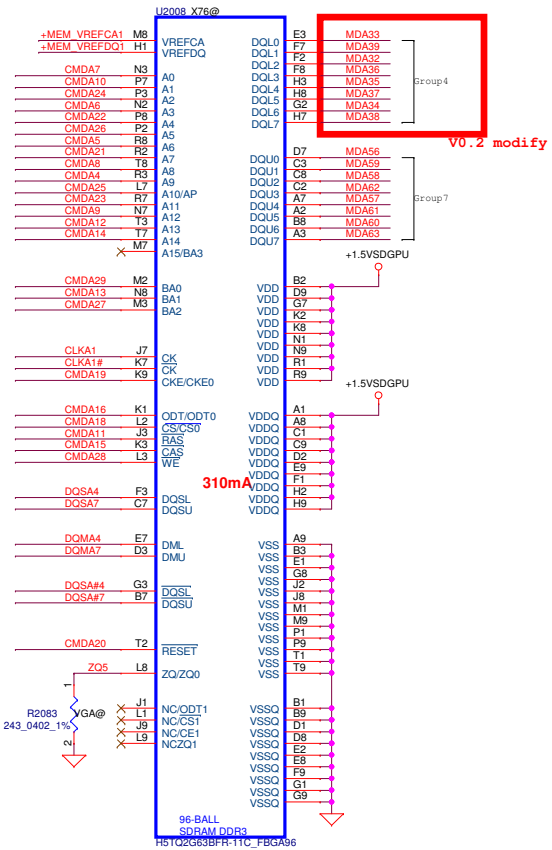 U2008 X76@
+MEM_VREFCA1 M8 VREFCA
+MEM_VREFDQ1 H1 VREFDQ
CMDA7 N3 A0
CMDA10 P7 A1
CMDA24 P3 A2
CMDA6 N2 A3
CMDA22 P8 A4
CMDA26 P2 A5
CMDA5 R8 A6
CMDA21 R2 A7
CMDA8 T8 A8
CMDA4 R3 A9
CMDA25 L7 A10/AP
CMDA23 R7 A11
CMDA9 N7 A12
CMDA12 T3 A13
CMDA14 T7 A14
M7 A15/BA3
CMDA29 M2 BA0
CMDA13 N8 BA1
CMDA27 M3 BA2
CLKA1 J7 CK
CLKA1# K7 CK
CMDA19 K9 CKE/CKE0
CMDA16 K1 ODT/ODT0
CMDA18 L2 CS/CS0
CMDA11 J3 RAS
CMDA15 K3 CAS
CMDA28 L3 WE
DQSA4 F3 DQSL
DQSA7 C7 DQSU
DQMA4 E7 DML
DQMA7 D3 DMU
DQSA#4 G3 DQSL
DQSA#7 B7 DQSU
CMDA20 T2 RESET
ZQ5 L8 ZQ/ZQ0
1
R2083 VGA@
243_0402_1%
2
J1 NC/ODT1
L1 NC/CS1
J9 NC/CE1
L9 NCZQ1
DQL0 E3 MDA33
DQL1 F7 MDA39
DQL2 F2 MDA32
DQL3 F8 MDA36
DQL4 H3 MDA35
DQL5 H8 MDA37
DQL6 G2 MDA34
DQL7 H7 MDA38
Group4
V0.2 modify
DQU0 D7 MDA56
DQU1 C3 MDA59
DQU2 C8 MDA58
DQU3 C2 MDA62
DQU4 A7 MDA57
DQU5 A2 MDA61
DQU6 B8 MDA60
DQU7 A3 MDA63
Group7
+1.5VSDGPU
VDD B2
VDD D9
VDD G7
VDD K2
VDD K8
VDD N1
VDD N9
VDD R1
VDD R9
+1.5VSDGPU
VDDQ A1
VDDQ A8
VDDQ C1
VDDQ C9
VDDQ D2
VDDQ E9
VDDQ F1
VDDQ H2
VDDQ H9
310mA
VSS A9
VSS B3
VSS E1
VSS G8
VSS J2
VSS J8
VSS M1
VSS M9
VSS P1
VSS P9
VSS T1
VSS T9
VSSQ B1
VSSQ B9
VSSQ D1
VSSQ D8
VSSQ E2
VSSQ E8
VSSQ F9
VSSQ G1
VSSQ G9
96-BALL
SDRAM DDR3
H5TQ2G63BFR-11C_FBGA96